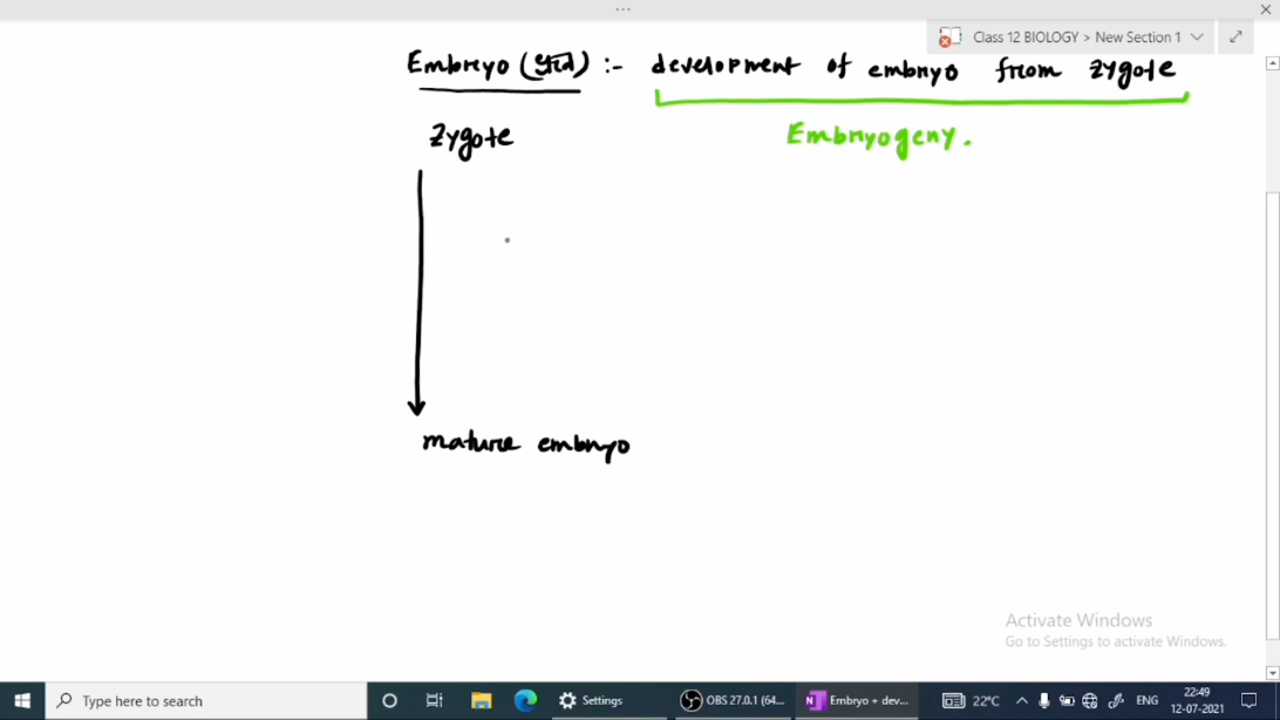 ...
Class 12 BIOLOGY > New Section 1
Embryo (भ्रूण) :- development of embryo from zygote
Zygote
Embryogeny.
mature embryo
Activate Windows
Go to Settings to activate Windows.
Type here to search
Settings
OBS 27.0.1 (64...
Embryo + dev...
22°C
ENG
22:49
12-07-2021